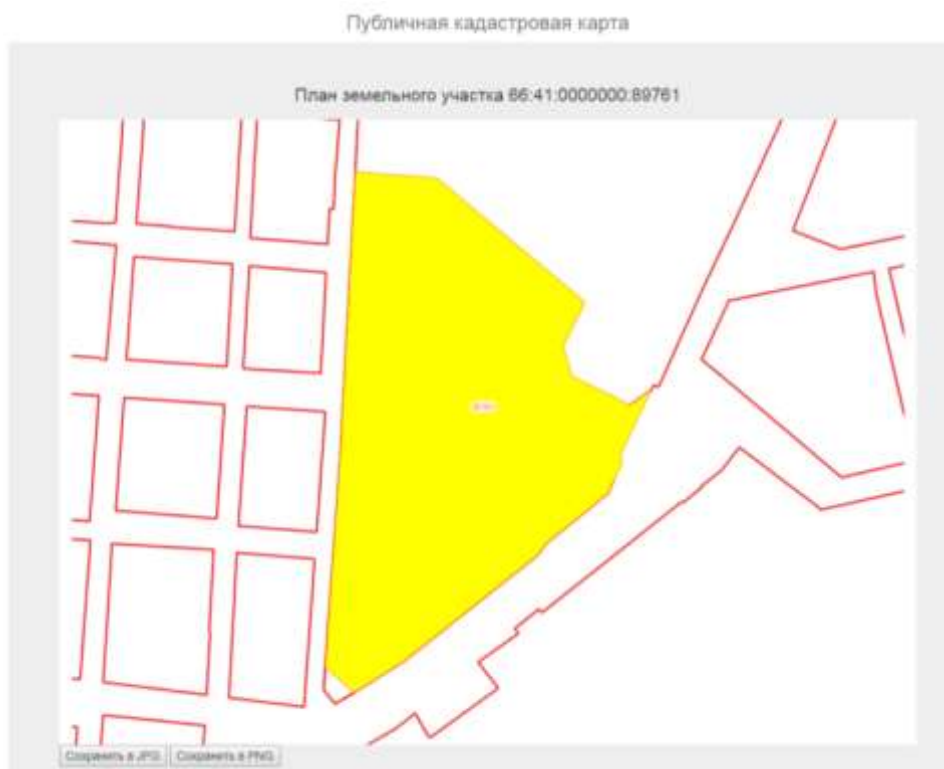 Публичная кадастровая карта
План земельного участка 66:41:0000000:89761
Сохранить в JPG Сохранить в PNG